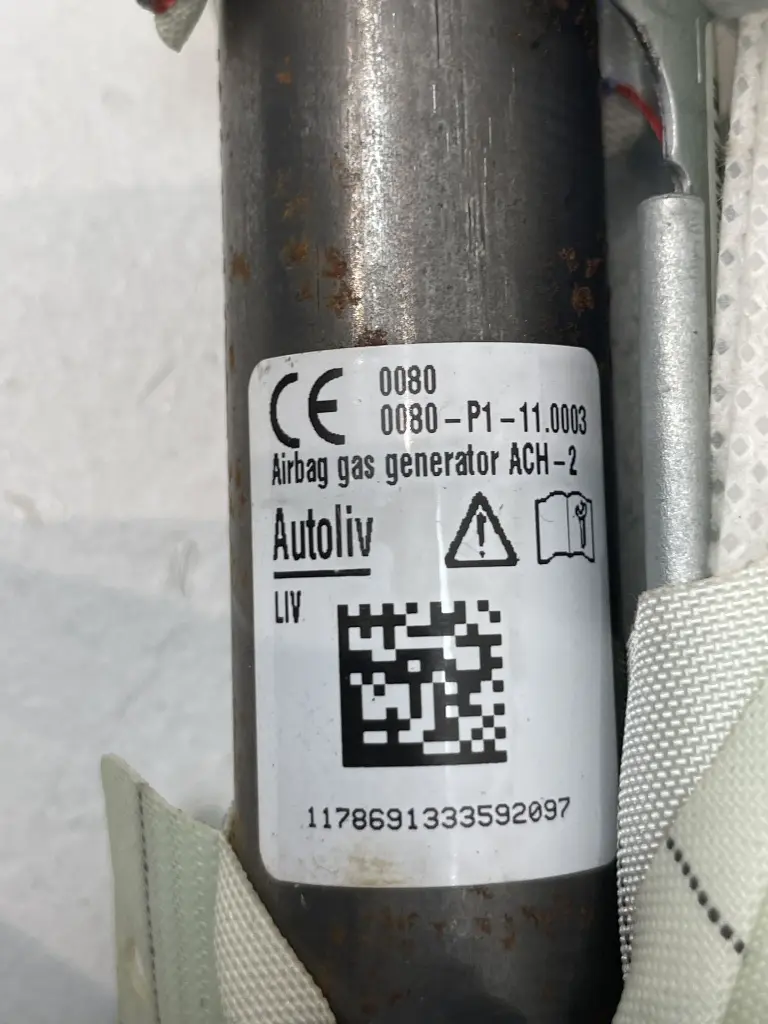 CE 0080
0080-P1-11.0003
Airbag gas generator ACH-2
Autoliv
LIV
1178691333592097